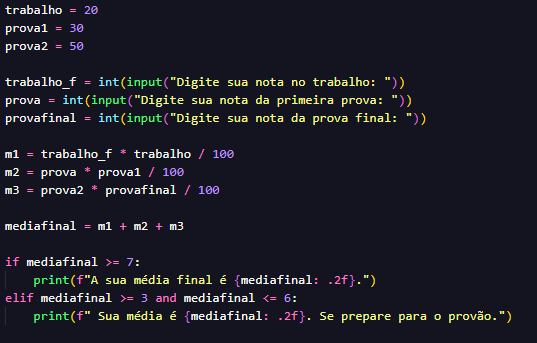 trabalho = 20
prova1 = 30
prova2 = 50
trabalho_f = int(input("Digite sua nota no trabalho: "))
prova = int(input("Digite sua nota da primeira prova: "))
provafinal = int(input("Digite sua nota da prova final: "))
m1 = trabalho_f * trabalho / 100
m2 = prova * prova1 / 100
m3 = prova2 * provafinal / 100
mediafinal = m1 + m2 + m3
if mediafinal >= 7:
    print(f"A sua média final é {mediafinal: .2f}.")
elif mediafinal >= 3 and mediafinal <= 6:
    print(f" Sua média é {mediafinal: .2f}. Se prepare para o provão.")